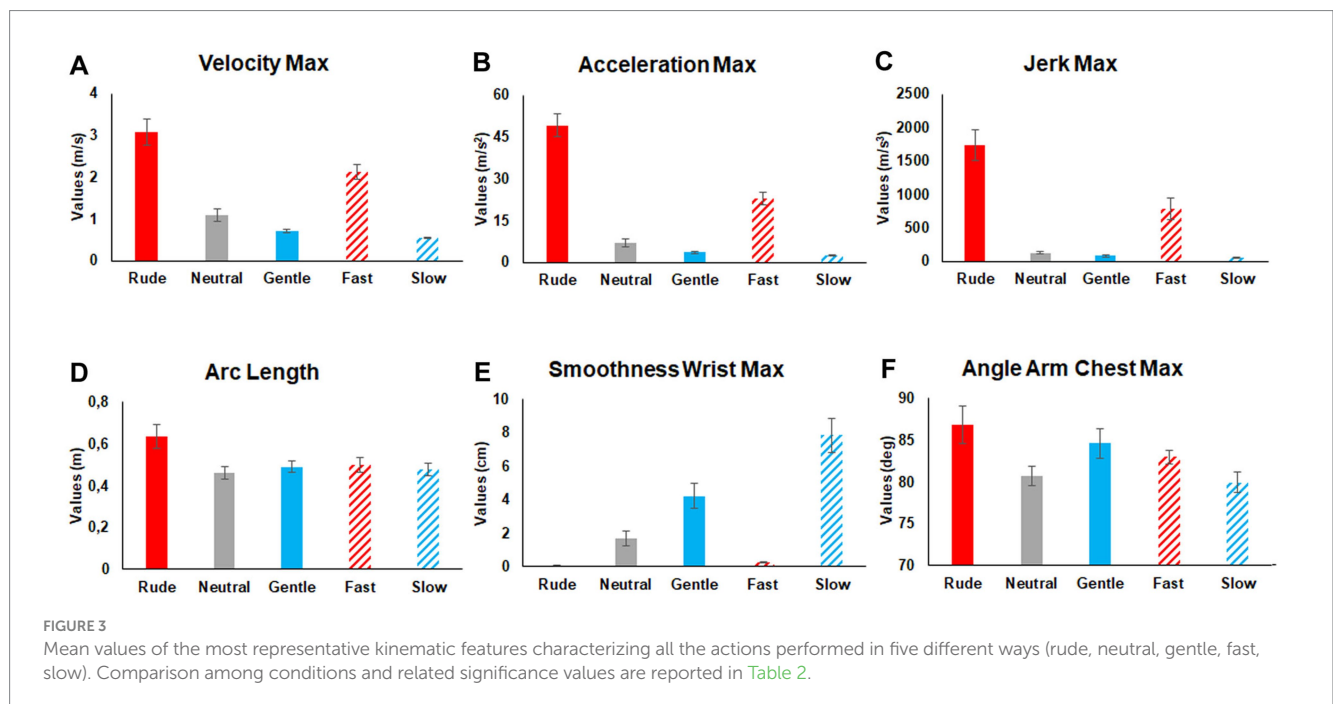 A
Velocity Max
Values (m/s)
4
3
2
1
0
Rude Neutral Gentle Fast Slow
B
Acceleration Max
Values (m/s²)
60
45
30
15
0
Rude Neutral Gentle Fast Slow
C
Jerk Max
Values (m/s³)
2500
2000
1500
1000
500
0
Rude Neutral Gentle Fast Slow
D
Arc Length
Values (m)
0,8
0,6
0,4
0,2
0
Rude Neutral Gentle Fast Slow
E
Smoothness Wrist Max
Values (cm)
10
8
6
4
2
0
Rude Neutral Gentle Fast Slow
F
Angle Arm Chest Max
Values (deg)
90
85
80
75
70
Rude Neutral Gentle Fast Slow
FIGURE 3
Mean values of the most representative kinematic features characterizing all the actions performed in five different ways (rude, neutral, gentle, fast,
slow). Comparison among conditions and related significance values are reported in Table 2.